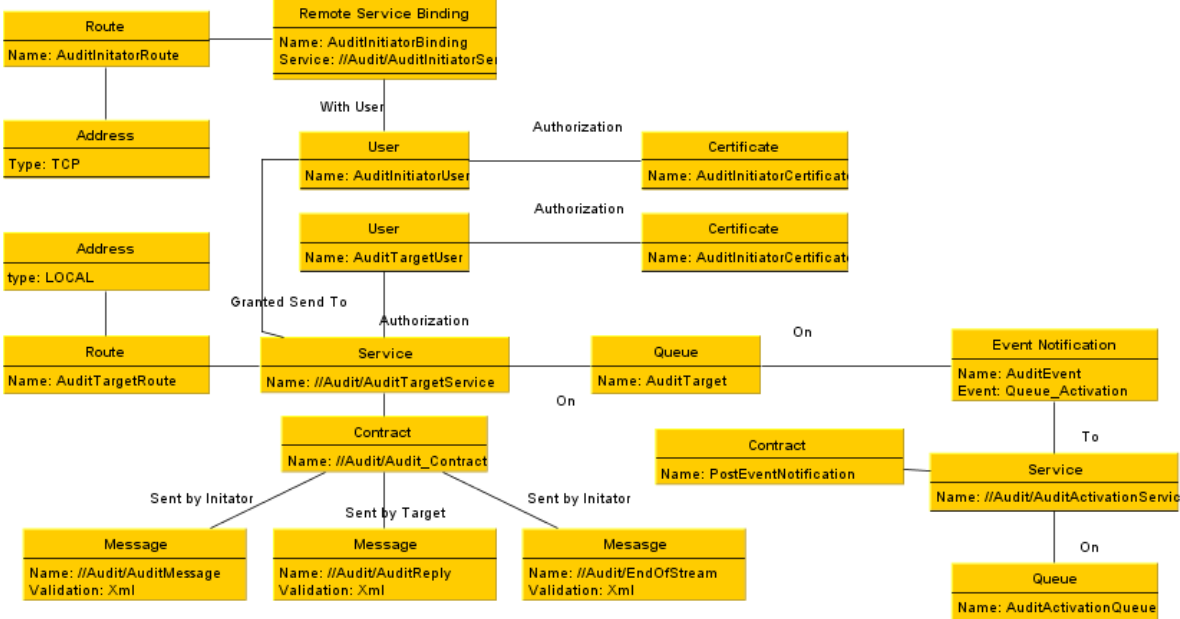 Route
Name: AuditInitatorRoute
Remote Service Binding
Name: AuditInitiatorBinding
Service: //Audit/AuditInitiatorSer
With User
Address
Type: TCP
User
Name: AuditInitiatorUser
Authorization
Certificate
Name: AuditInitiatorCertificate
User
Name: AuditTargetUser
Authorization
Certificate
Name: AuditInitiatorCertificate
Address
type: LOCAL
Granted Send To
Authorization
Route
Name: AuditTargetRoute
Service
Name: //Audit/AuditTargetService
On
Queue
Name: AuditTarget
On
Event Notification
Name: AuditEvent
Event: Queue_Activation
To
Contract
Name: //Audit/Audit_Contract
Contract
Name: PostEventNotification
Service
Name: //Audit/AuditActivationServic
On
Queue
Name: AuditActivationQueue
Sent by Initator
Sent by Target
Sent by Initator
Message
Name: //Audit/AuditMessage
Validation: Xml
Message
Name: //Audit/AuditReply
Validation: Xml
Mesasge
Name: //Audit/EndOfStream
Validation: Xml